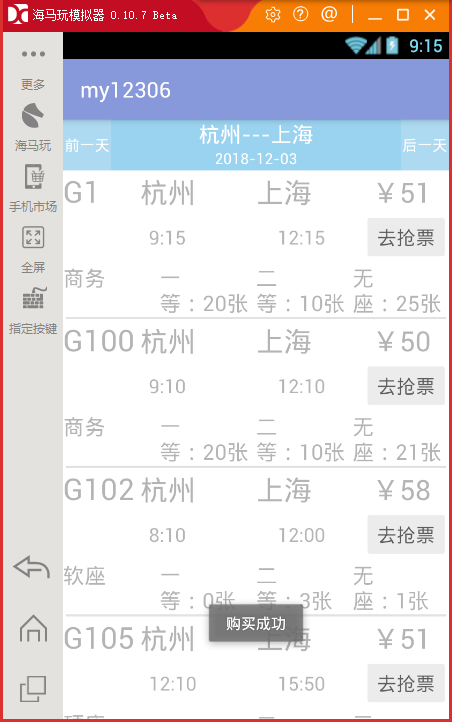 海马玩模拟器 0.10.7 Beta
9:15
更多
海马玩
手机市场
全屏
指定按键
my12306
前一天 杭州---上海 后一天
2018-12-03
G1 杭州 上海 ￥51
9:15 12:15 去抢票
商务 一 二 无
等：20张 等：10张 座：25张
G100 杭州 上海 ￥50
9:10 12:10 去抢票
商务 一 二 无
等：20张 等：10张 座：21张
G102 杭州 上海 ￥58
8:10 12:00 去抢票
软座 一 二 无
等：0张 等：3张 座：1张
购买成功
G105 杭州 上海 ￥51
12:10 15:50 去抢票